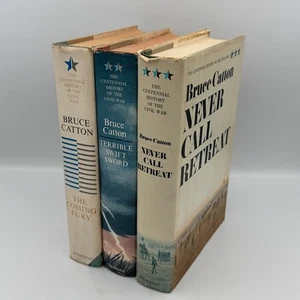 THE
CENTENNIAL
HISTORY
OF THE
CIVIL WAR
BRUCE
CATTON
THE
COMING
FURY
THE
CENTENNIAL
HISTORY
OF THE
CIVIL WAR
Bruce
Catton
TERRIBLE
SWIFT
SWORD
THE
CENTENNIAL
HISTORY
OF THE
CIVIL WAR
Bruce Catton
NEVER
CALL
RETREAT
THE CENTENNIAL HISTORY OF THE CIVIL WAR
Bruce Catton
NEVER
CALL
RETREAT